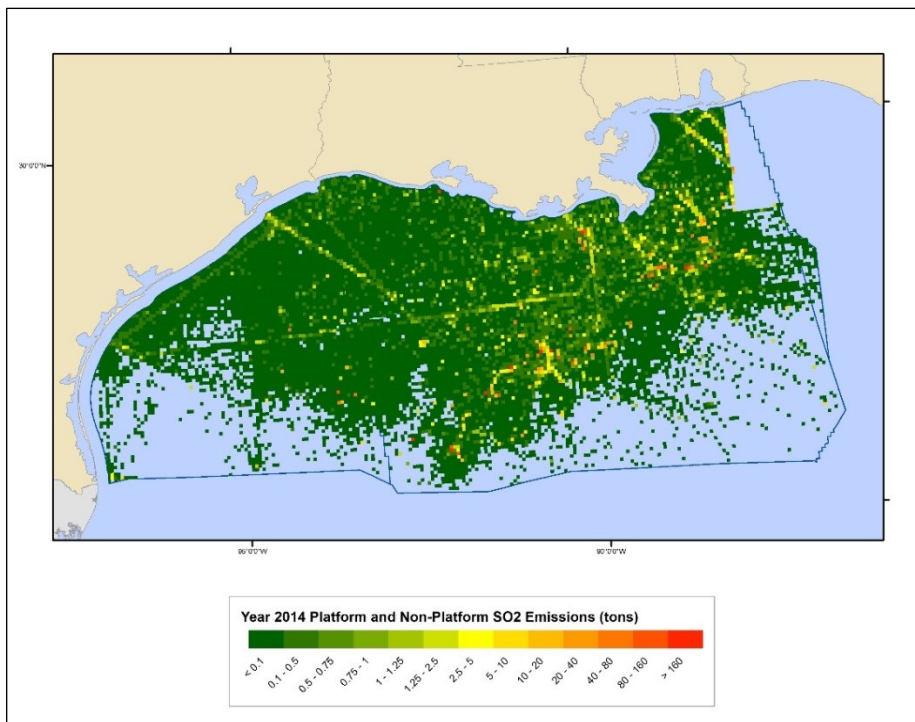 30°0'0"N
95°0'0"W
90°0'0"W
Year 2014 Platform and Non-Platform SO2 Emissions (tons)
< 0.1
0.1 - 0.5
0.5 - 0.75
0.75 - 1
1 - 1.25
1.25 - 2.5
2.5 - 5
5 - 10
10 - 20
20 - 40
40 - 80
80 - 160
> 160